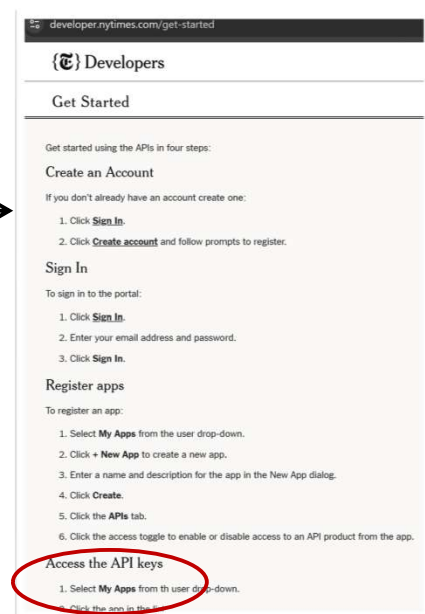 developer.nytimes.com/get-started
{T} Developers
Get Started
Get started using the APIs in four steps:
Create an Account
If you don't already have an account create one:
1. Click Sign In.
2. Click Create account and follow prompts to register.
Sign In
To sign in to the portal:
1. Click Sign In.
2. Enter your email address and password.
3. Click Sign In.
Register apps
To register an app:
1. Select My Apps from the user drop-down.
2. Click + New App to create a new app.
3. Enter a name and description for the app in the New App dialog.
4. Click Create.
5. Click the APIs tab.
6. Click the access toggle to enable or disable access to an API product from the app.
Access the API keys
1. Select My Apps from th user drop-down.
2. Click the app in the